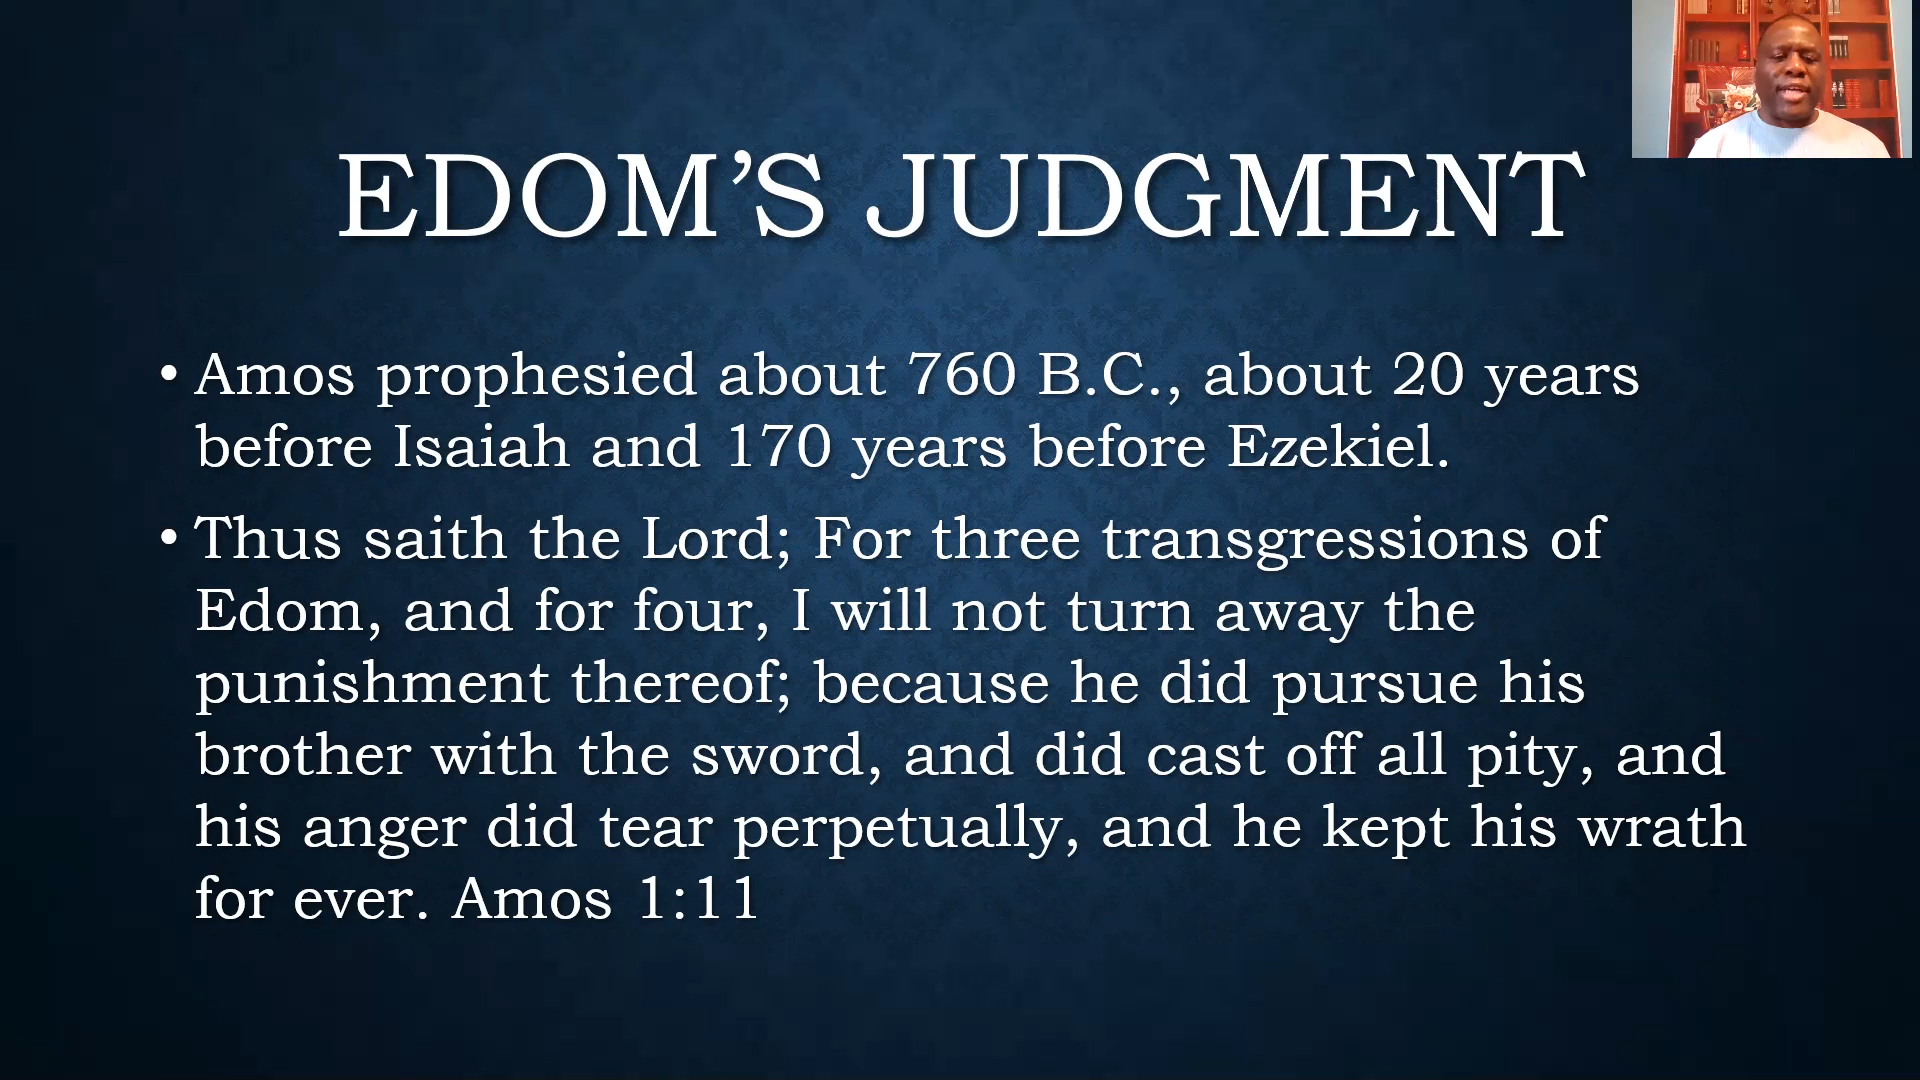 EDOM’S JUDGMENT
• Amos prophesied about 760 B.C., about 20 years
before Isaiah and 170 years before Ezekiel.
• Thus saith the Lord; For three transgressions of
Edom, and for four, I will not turn away the
punishment thereof; because he did pursue his
brother with the sword, and did cast off all pity, and
his anger did tear perpetually, and he kept his wrath
for ever. Amos 1:11